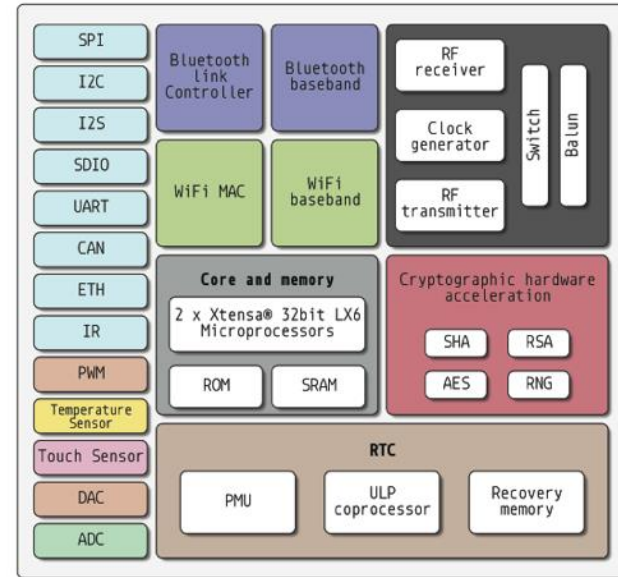 SPI
I2C
I2S
SDIO
UART
CAN
ETH
IR
PWM
Temperature
Sensor
Touch Sensor
DAC
ADC
Bluetooth
link
Controller
Bluetooth
baseband
WiFi MAC
WiFi
baseband
RF
receiver
Clock
generator
RF
transmitter
Switch
Balun
Core and memory
2 x Xtensa® 32bit LX6
Microprocessors
ROM
SRAM
Cryptographic hardware
acceleration
SHA
RSA
AES
RNG
RTC
PMU
ULP
coprocessor
Recovery
memory